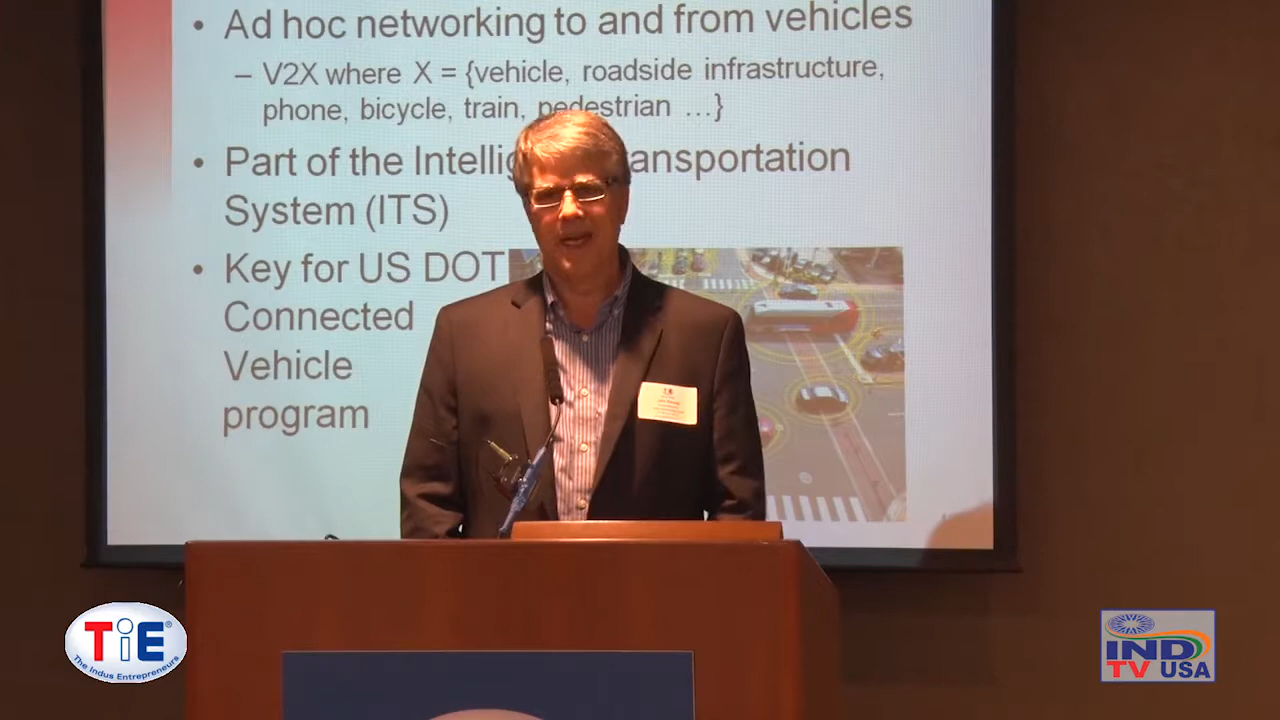 • Ad hoc networking to and from vehicles
– V2X where X = {vehicle, roadside infrastructure,
phone, bicycle, train, pedestrian ...}
• Part of the Intellig ansportation
System (ITS)
• Key for US DOT
Connected
Vehicle
program
TiE®
The Indus Entrepreneurs
IND
TV USA